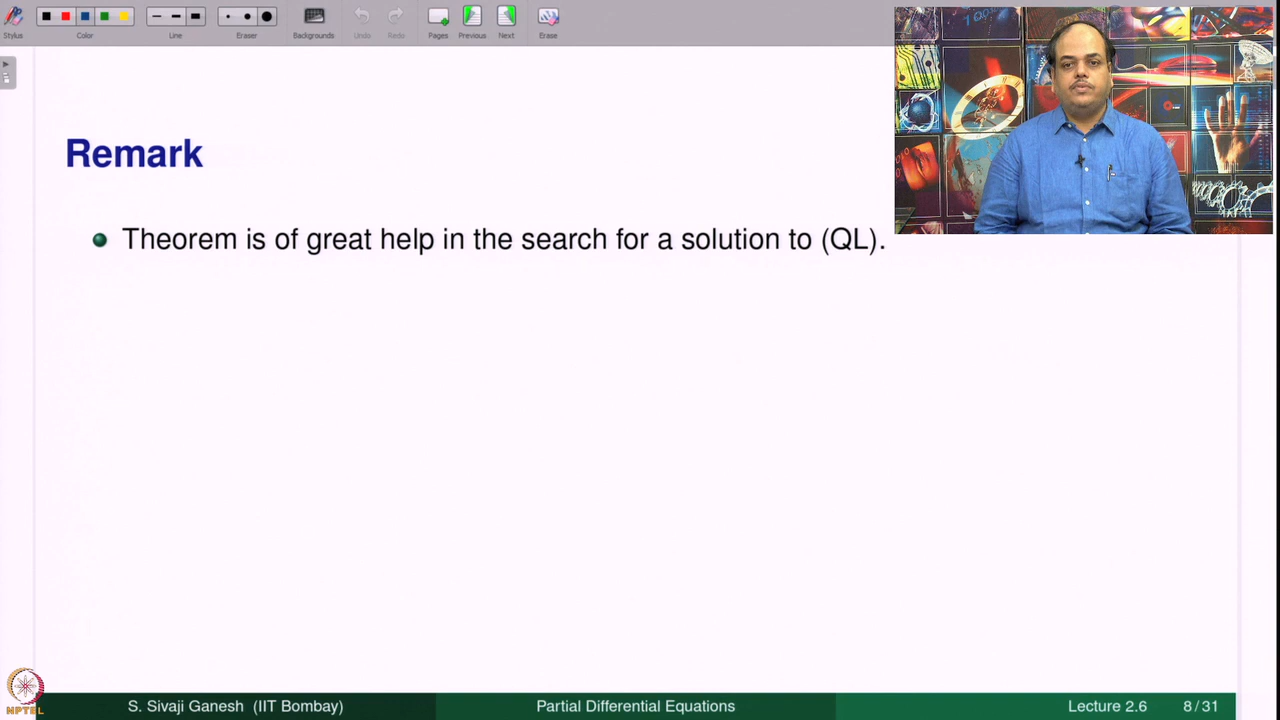 Stylus
Color
Line
Eraser
Backgrounds
Undo
Redo
Pages
Previous
Next
Erase
Remark
Theorem is of great help in the search for a solution to (QL).
NPTEL
S. Sivaji Ganesh (IIT Bombay)
Partial Differential Equations
Lecture 2.6
8 / 31